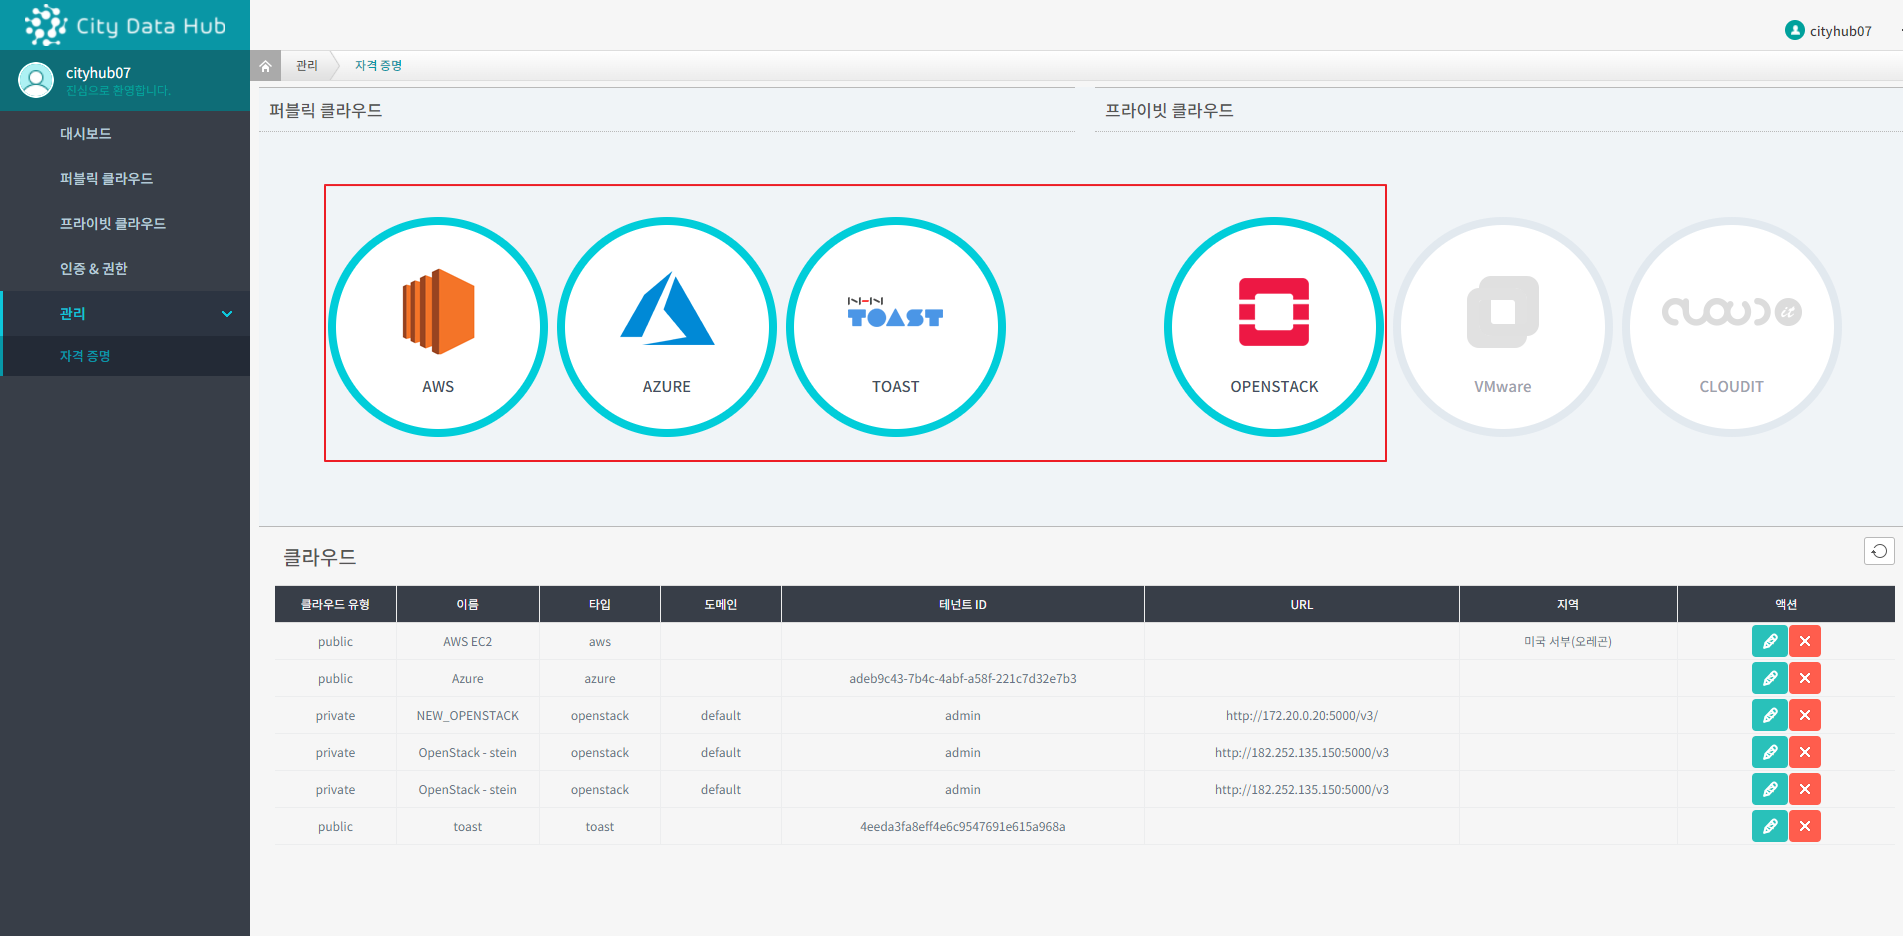 City Data Hub
cityhub07
cityhub07
진심으로 환영합니다.
대시보드
퍼블릭 클라우드
프라이빗 클라우드
인증 & 권한
관리
자격 증명
관리
자격 증명
퍼블릭 클라우드
프라이빗 클라우드
AWS
AZURE
NHN
TOAST
TOAST
OPENSTACK
VMware
cloud it
CLOUDIT
클라우드
클라우드 유형 이름 타입 도메인 테넌트 ID URL 지역 액션
public AWS EC2 aws 미국 서부(오레곤)
public Azure azure adeb9c43-7b4c-4abf-a58f-221c7d32e7b3
private NEW_OPENSTACK openstack default admin http://172.20.0.20:5000/v3/
private OpenStack - stein openstack default admin http://182.252.135.150:5000/v3
private OpenStack - stein openstack default admin http://182.252.135.150:5000/v3
public toast toast 4eeda3fa8eff4e6c9547691e615a968a